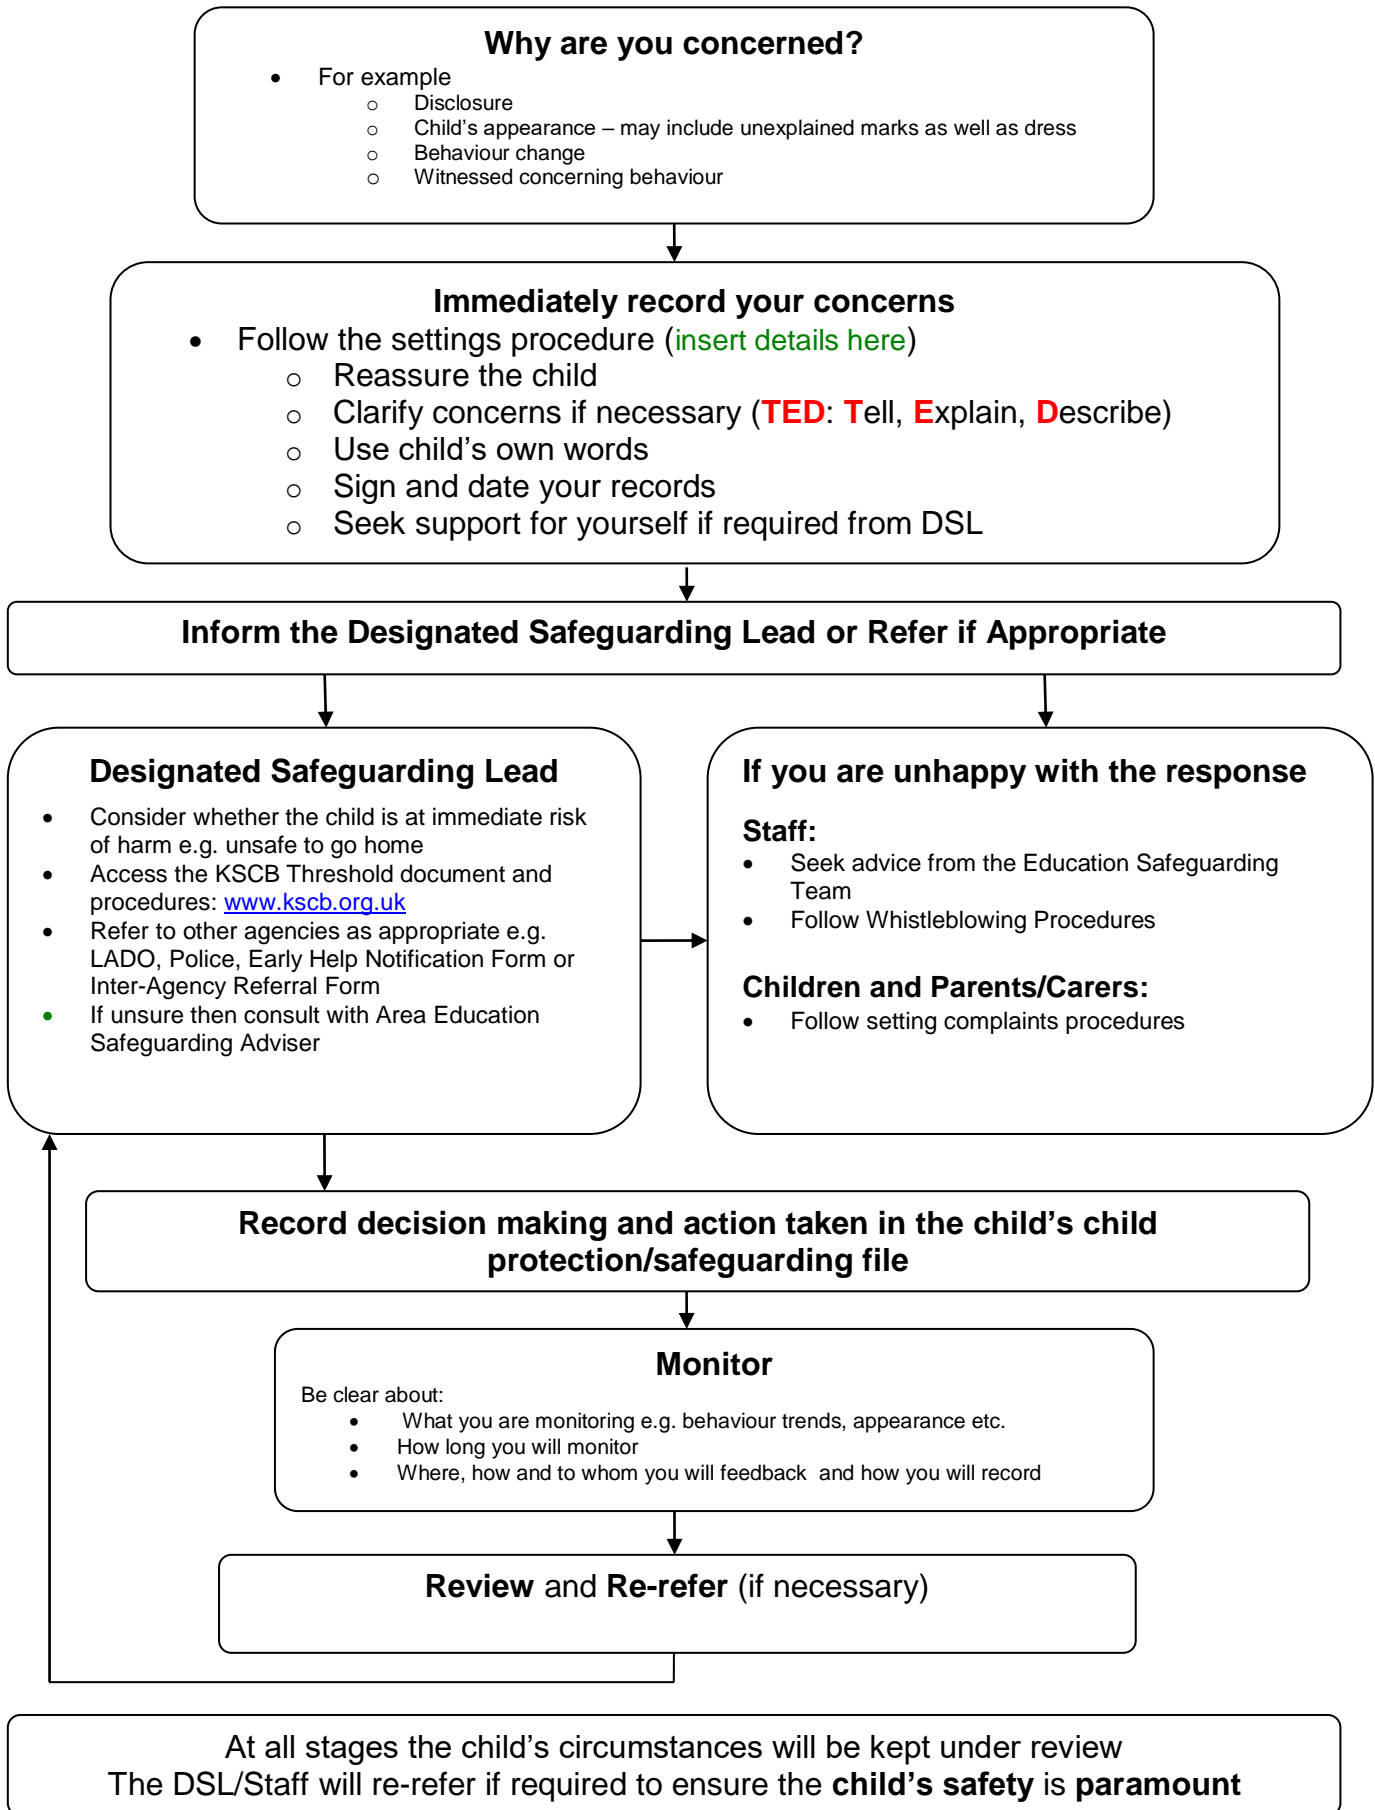 Why are you concerned?
• For example
o Disclosure
o Child’s appearance – may include unexplained marks as well as dress
o Behaviour change
o Witnessed concerning behaviour
Immediately record your concerns
• Follow the settings procedure (insert details here)
o Reassure the child
o Clarify concerns if necessary (TED: Tell, Explain, Describe)
o Use child’s own words
o Sign and date your records
o Seek support for yourself if required from DSL
Inform the Designated Safeguarding Lead or Refer if Appropriate
Designated Safeguarding Lead
• Consider whether the child is at immediate risk
of harm e.g. unsafe to go home
• Access the KSCB Threshold document and
procedures: www.kscb.org.uk
• Refer to other agencies as appropriate e.g.
LADO, Police, Early Help Notification Form or
Inter-Agency Referral Form
• If unsure then consult with Area Education
Safeguarding Adviser
If you are unhappy with the response
Staff:
• Seek advice from the Education Safeguarding
Team
• Follow Whistleblowing Procedures
Children and Parents/Carers:
• Follow setting complaints procedures
Record decision making and action taken in the child’s child
protection/safeguarding file
Monitor
Be clear about:
• What you are monitoring e.g. behaviour trends, appearance etc.
• How long you will monitor
• Where, how and to whom you will feedback and how you will record
Review and Re-refer (if necessary)
At all stages the child’s circumstances will be kept under review
The DSL/Staff will re-refer if required to ensure the child’s safety is paramount